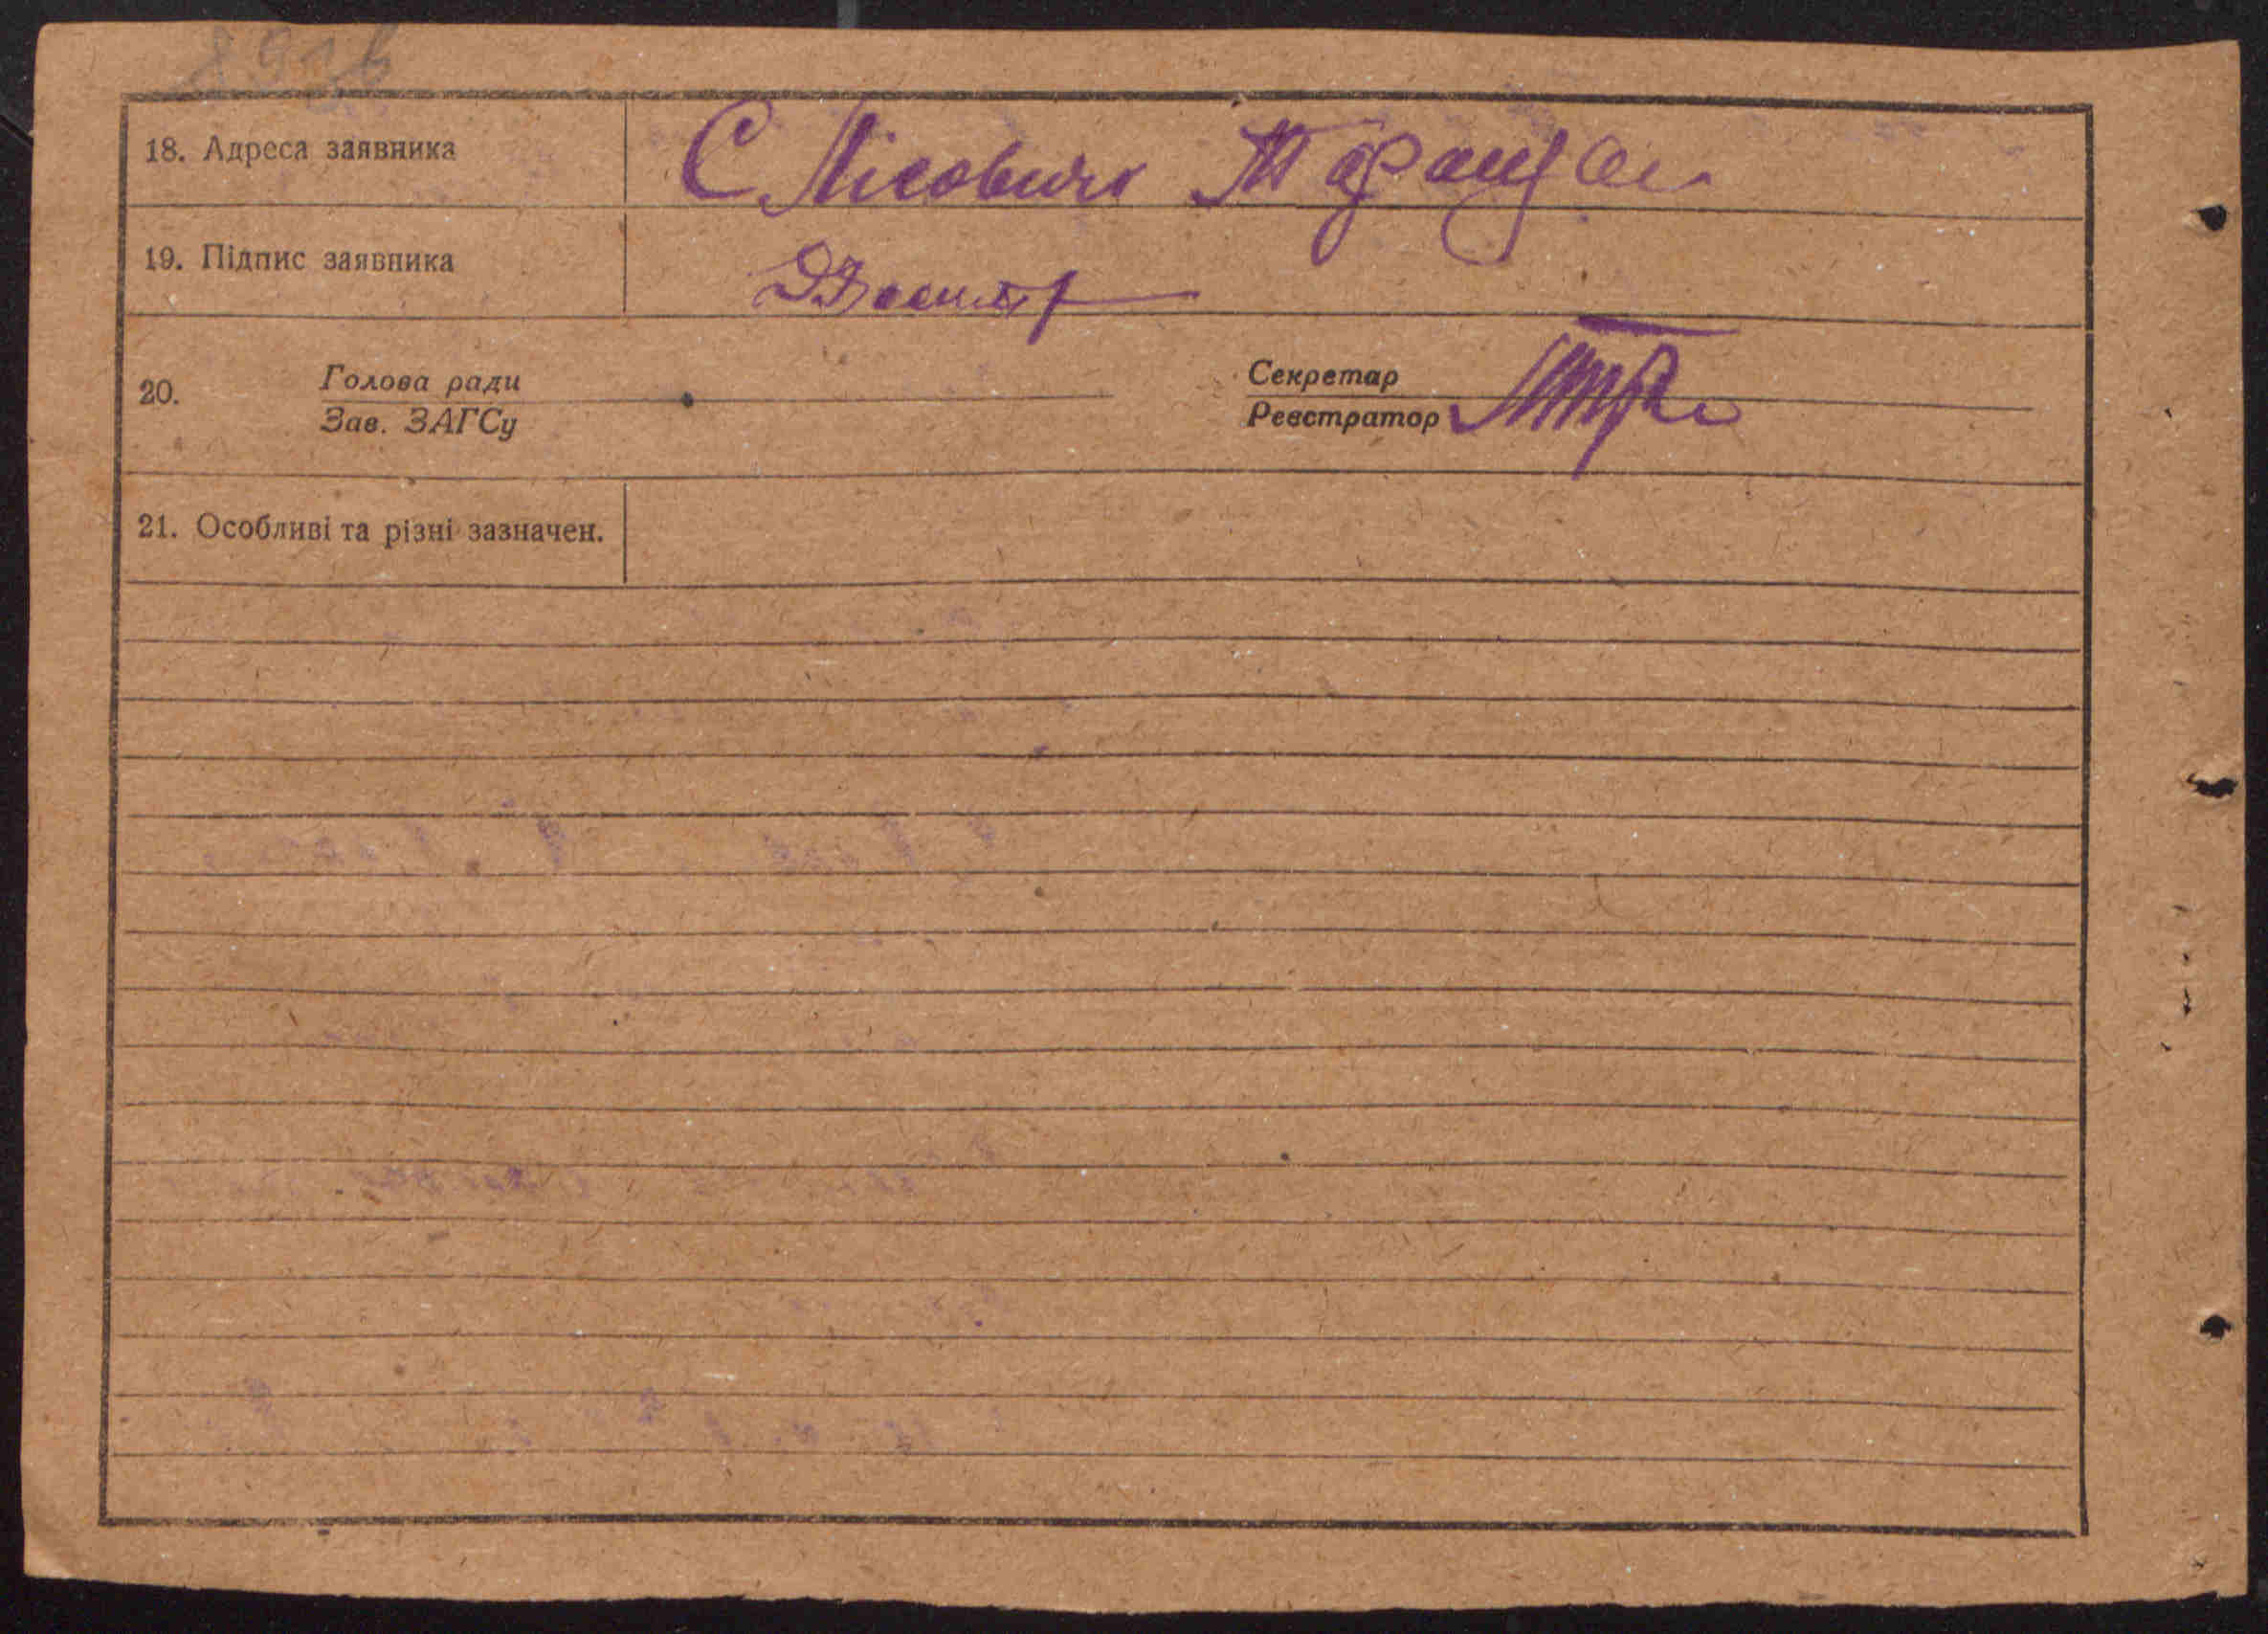 18. Адреса заявника С Лісовичі Таращан
19. Підпис заявника
20. Голова ради Секретар
Зав. ЗАГСу Реєстратор
21. Особливі та різні зазначен.